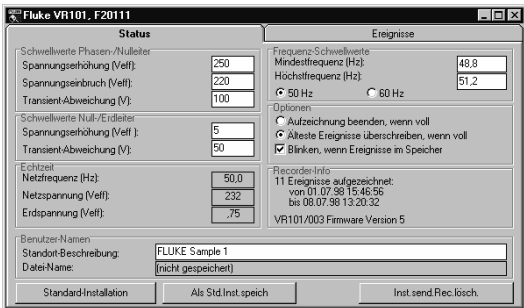 Fluke VR101, F20111
Status
Ereignisse
Schwellwerte Phasen-/Nulleiter
Spannungserhöhung (Veff): 250
Spannungseinbruch (Veff): 220
Transient-Abweichung (V): 100
Schwellwerte Null-/Erdleiter
Spannungserhöhung (Veff ): 5
Transient-Abweichung (V): 50
Echtzeit
Netzfrequenz (Hz): 50,0
Netzspannung (Veff): 232
Erdspannung (Veff): ,75
Frequenz-Schwellwerte
Mindestfrequenz (Hz): 48,8
Höchstfrequenz (Hz): 51,2
50 Hz 60 Hz
Optionen
Aufzeichnung beenden, wenn voll
Älteste Ereignisse überschreiben, wenn voll
Blinken, wenn Ereignisse im Speicher
Recorder-Info
11 Ereignisse aufgezeichnet:
von 01.07.98 15:46:56
bis 08.07.98 13:20:32
VR101/003 Firmware Version 5
Benutzer-Namen
Standort-Beschreibung: FLUKE Sample 1
Datei-Name: (nicht gespeichert)
Standard-Installation
Als Std.Inst.speich
Inst.send.Rec.lösch.